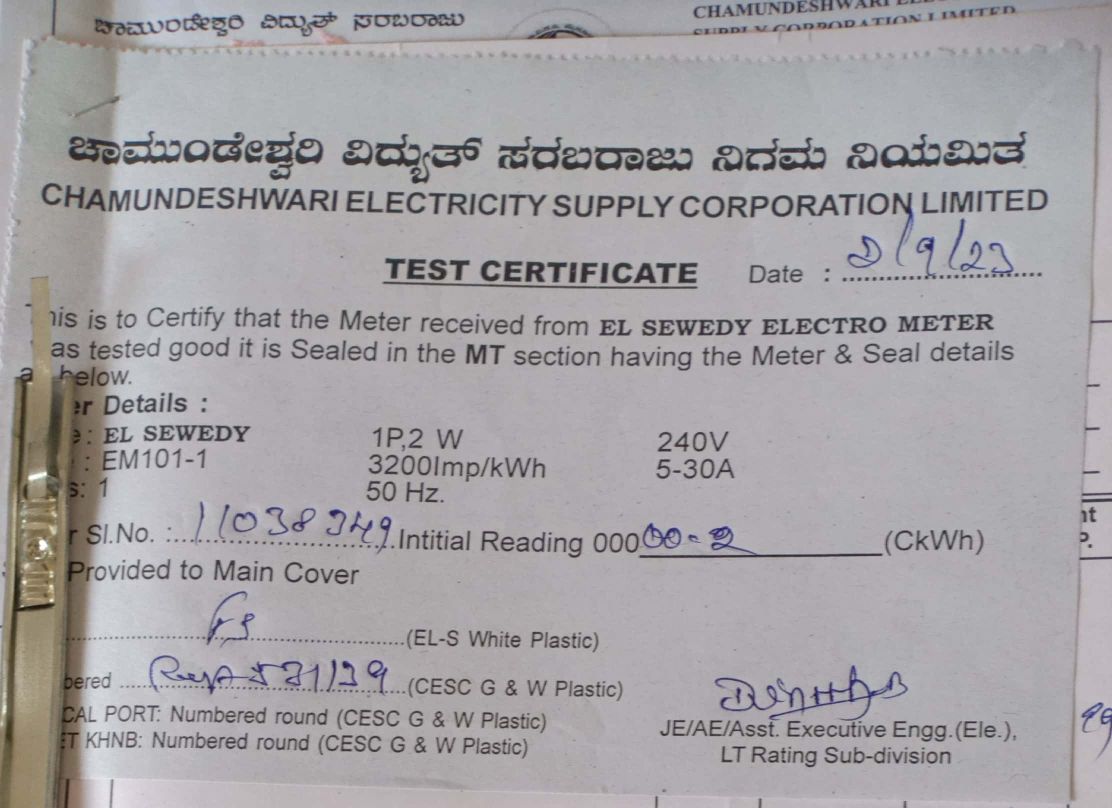 ಚಾಮುಂಡೇಶ್ವರಿ ವಿದ್ಯುತ್ ಸರಬರಾಜು
CHAMUNDESHWARI
SUPPLY CORPORATION LIMITED
ಚಾಮುಂಡೇಶ್ವರಿ ವಿದ್ಯುತ್ ಸರಬರಾಜು ನಿಗಮ ನಿಯಮಿತ
CHAMUNDESHWARI ELECTRICITY SUPPLY CORPORATION LIMITED
TEST CERTIFICATE Date : 2/9/23
his is to Certify that the Meter received from EL SEWEDY ELECTRO METER
as tested good it is Sealed in the MT section having the Meter & Seal details
below.
er Details :
: EL SEWEDY 1P,2 W 240V
: EM101-1 3200Imp/kWh 5-30A
s: 1 50 Hz.
r Sl.No. : 11038349 Intitial Reading 00000-2 (CkWh)
Provided to Main Cover
(EL-S White Plastic)
bered (CESC G & W Plastic)
CAL PORT: Numbered round (CESC G & W Plastic)
ET KHNB: Numbered round (CESC G & W Plastic)
JE/AE/Asst. Executive Engg.(Ele.),
LT Rating Sub-division